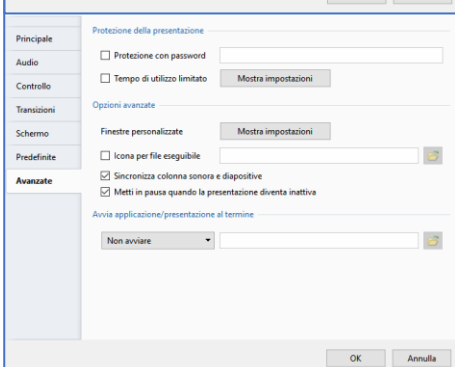 Principale
Audio
Controllo
Transizioni
Schermo
Predefinite
Avanzate
Protezione della presentazione
Protezione con password
Tempo di utilizzo limitato Mostra impostazioni
Opzioni avanzate
Finestre personalizzate Mostra impostazioni
Icona per file eseguibile
Sincronizza colonna sonora e diapositive
Metti in pausa quando la presentazione diventa inattiva
Avvia applicazione/presentazione al termine
Non avviare
OK Annulla